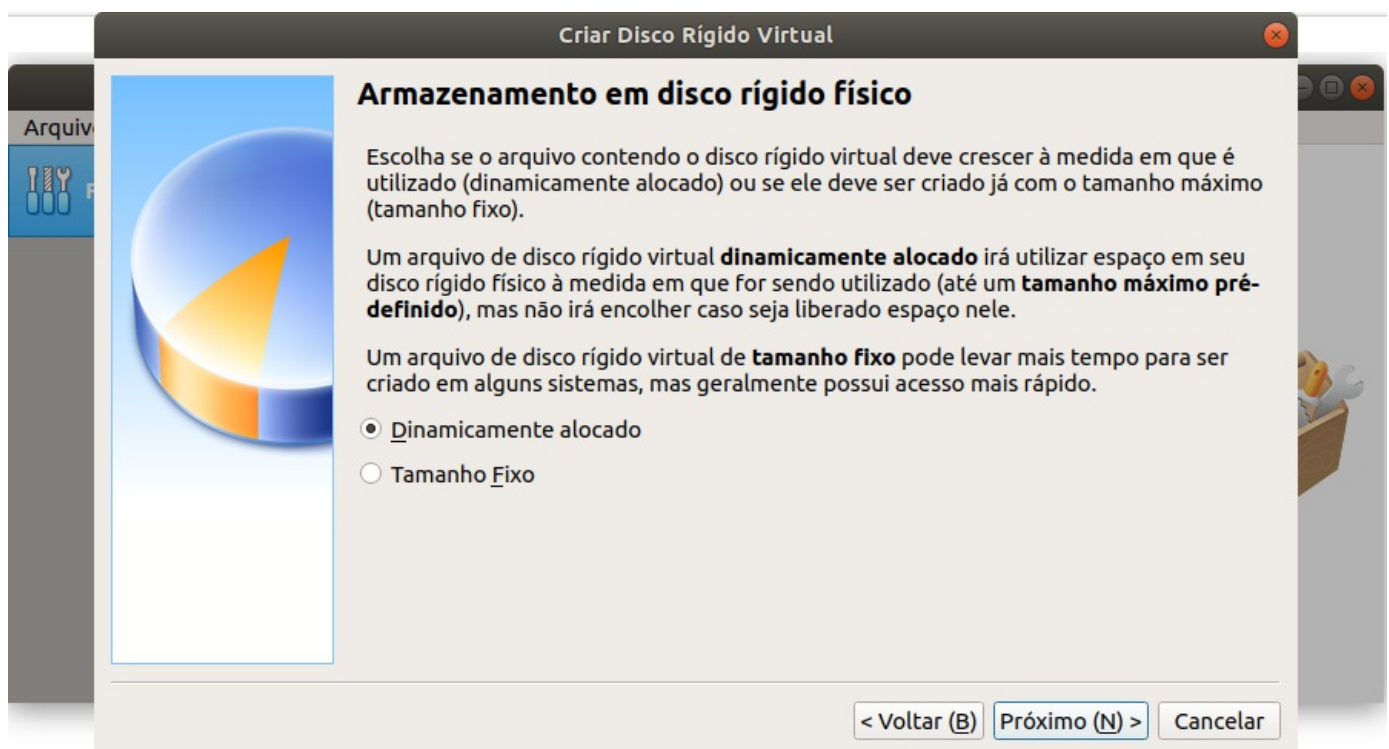 Criar Disco Rígido Virtual
Armazenamento em disco rígido físico
Escolha se o arquivo contendo o disco rígido virtual deve crescer à medida em que é
utilizado (dinamicamente alocado) ou se ele deve ser criado já com o tamanho máximo
(tamanho fixo).
Um arquivo de disco rígido virtual dinamicamente alocado irá utilizar espaço em seu
disco rígido físico à medida em que for sendo utilizado (até um tamanho máximo pré-
definido), mas não irá encolher caso seja liberado espaço nele.
Um arquivo de disco rígido virtual de tamanho fixo pode levar mais tempo para ser
criado em alguns sistemas, mas geralmente possui acesso mais rápido.
Dinamicamente alocado
Tamanho Fixo
< Voltar (B) Próximo (N) > Cancelar